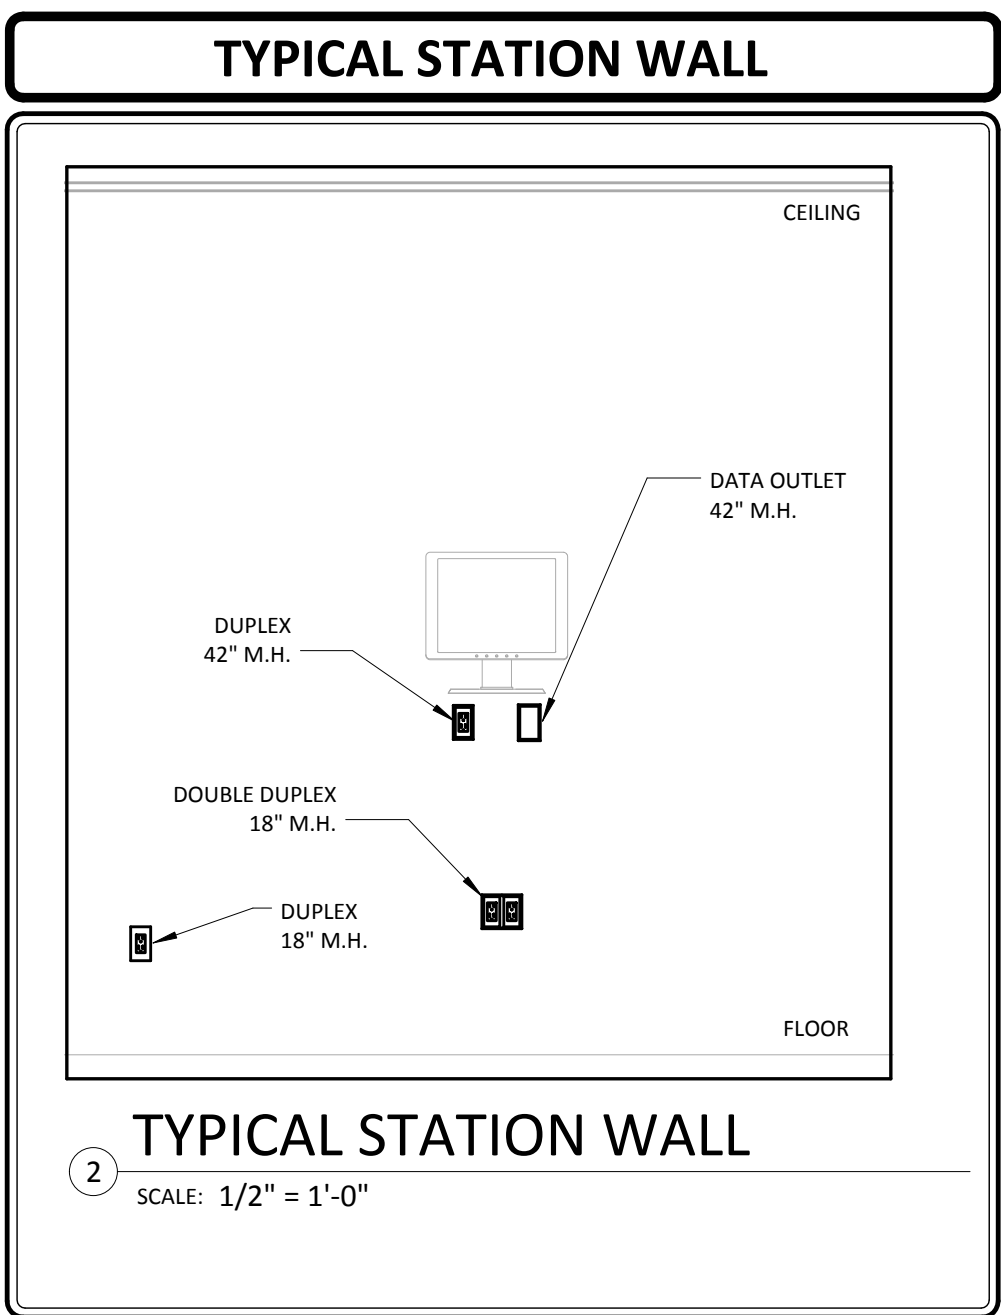 TYPICAL STATION WALL
CEILING
DATA OUTLET
42" M.H.
DUPLEX
42" M.H.
DOUBLE DUPLEX
18" M.H.
DUPLEX
18" M.H.
FLOOR
TYPICAL STATION WALL
2
SCALE: 1/2" = 1'-0"